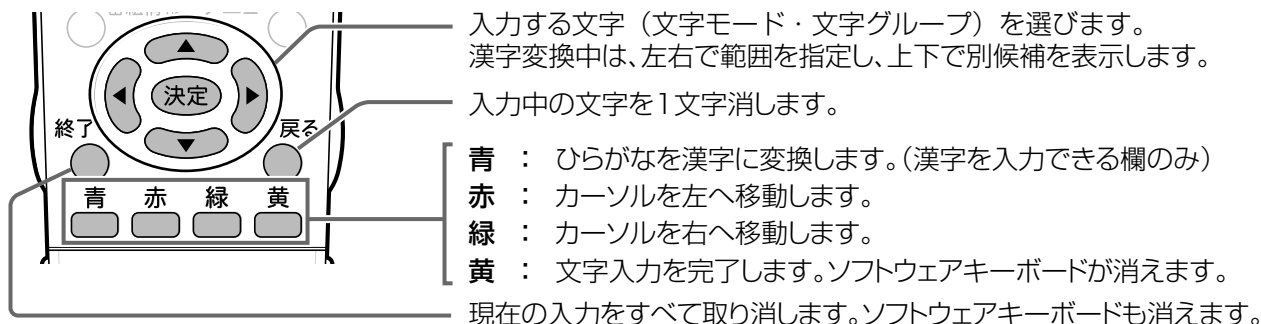 入力する文字（文字モード・文字グループ）を選びます。
漢字変換中は、左右で範囲を指定し、上下で別候補を表示します。
決定
入力中の文字を1文字消します。
終了
戻る
青 : ひらがなを漢字に変換します。（漢字を入力できる欄のみ）
赤 : カーソルを左へ移動します。
緑 : カーソルを右へ移動します。
黄 : 文字入力を完了します。ソフトウェアキーボードが消えます。
青 赤 緑 黄
現在の入力をすべて取り消します。ソフトウェアキーボードも消えます。